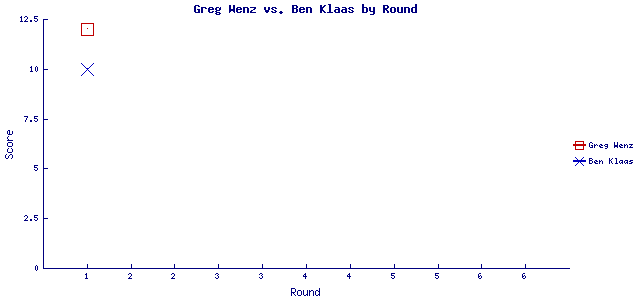 Greg Wenz vs. Ben Klaas by Round
12.5
10
7.5
5
2.5
0
Score
1 2 2 3 3 4 4 5 5 6 6
Round
Greg Wenz
Ben Klaas